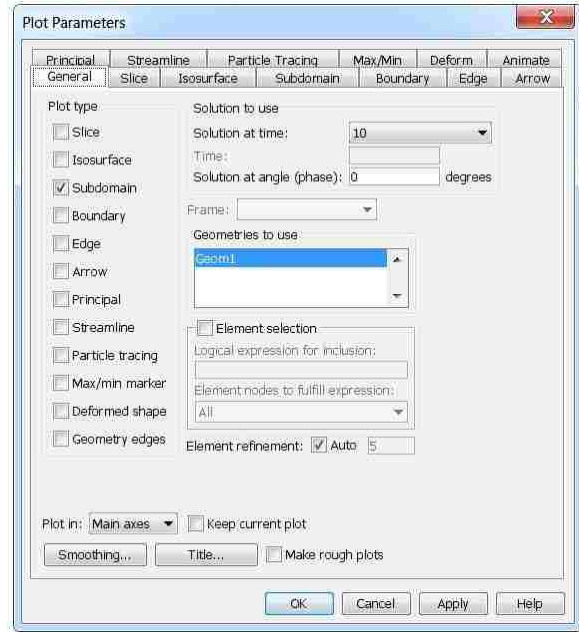 Plot Parameters
Principal Streamline Particle Tracing Max/Min Deform Animate
General Slice Isosurface Subdomain Boundary Edge Arrow
Plot type
Slice
Isosurface
Subdomain
Boundary
Edge
Arrow
Principal
Streamline
Particle tracing
Max/min marker
Deformed shape
Geometry edges
Solution to use
Solution at time: 10
Time:
Solution at angle (phase): 0 degrees
Frame:
Geometries to use
Geom1
Element selection
Logical expression for inclusion:
Element nodes to fulfill expression:
All
Element refinement: Auto 5
Plot in: Main axes Keep current plot
Smoothing... Title... Make rough plots
OK Cancel Apply Help